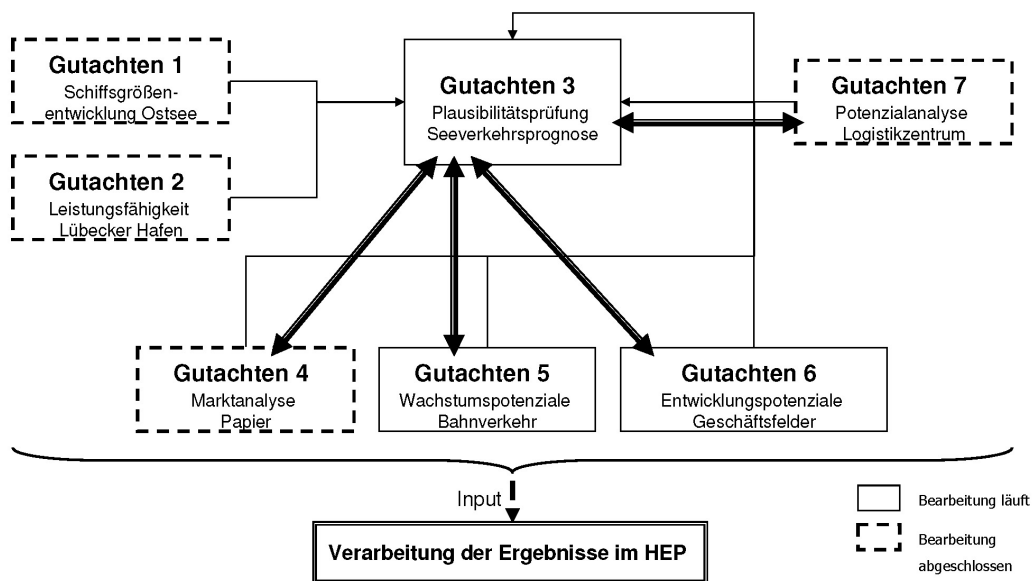 Gutachten 1
Schiffsgrößen-
entwicklung Ostsee
Gutachten 2
Leistungsfähigkeit
Lübecker Hafen
Gutachten 3
Plausibilitätsprüfung
Seeverkehrsprognose
Gutachten 7
Potenzialanalyse
Logistikzentrum
Gutachten 4
Marktanalyse
Papier
Gutachten 5
Wachstumspotenziale
Bahnverkehr
Gutachten 6
Entwicklungspotenziale
Geschäftsfelder
Input
Verarbeitung der Ergebnisse im HEP
Bearbeitung läuft
Bearbeitung
abgeschlossen